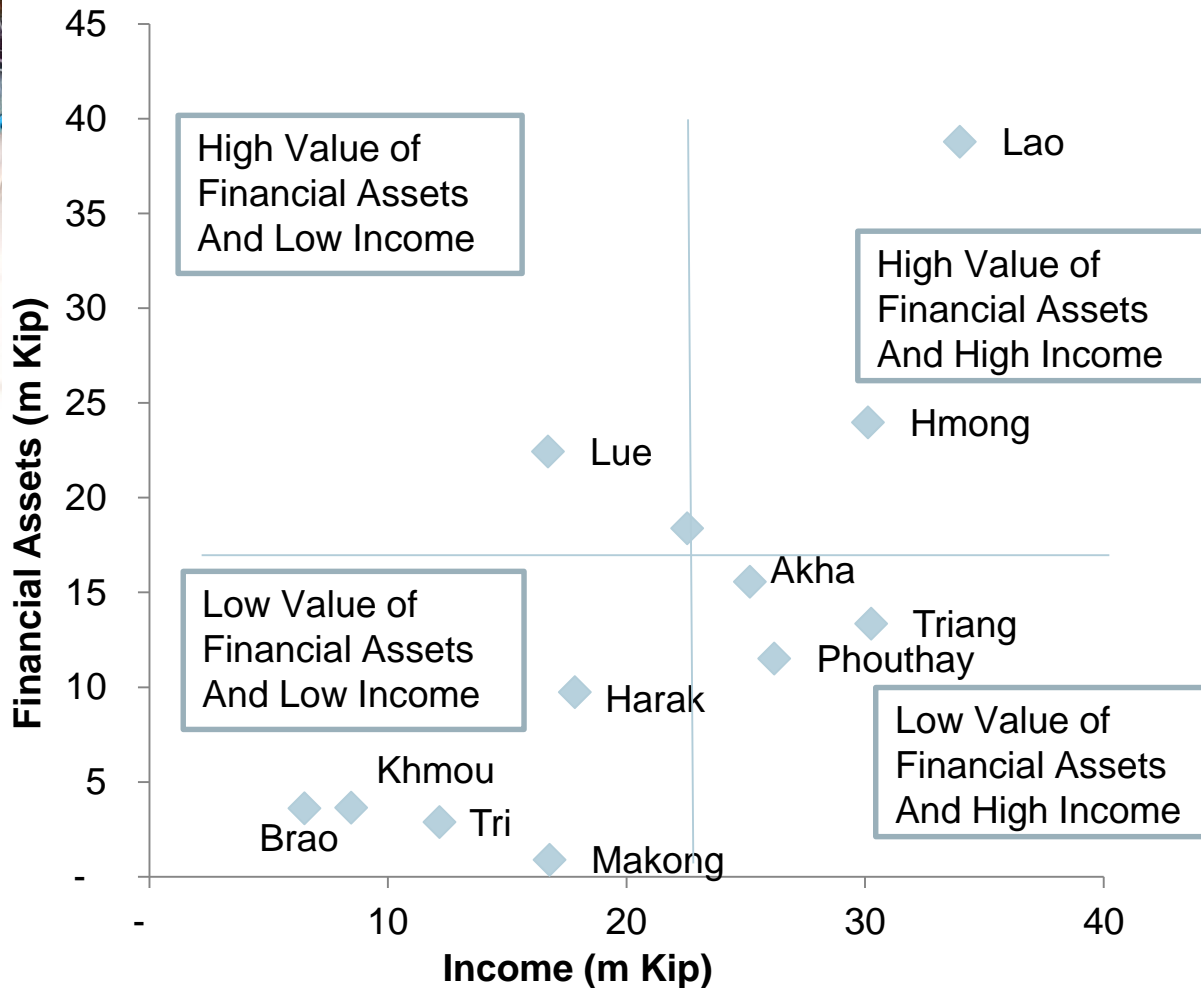 45
40
35
30
25
20
15
10
5
-
Financial Assets (m Kip)
High Value of
Financial Assets
And Low Income
Lao
High Value of
Financial Assets
And High Income
Hmong
Lue
Akha
Triang
Phouthay
Low Value of
Financial Assets
And Low Income
Harak
Low Value of
Financial Assets
And High Income
Khmou
Brao
Tri
Makong
-
10
20
30
40
Income (m Kip)